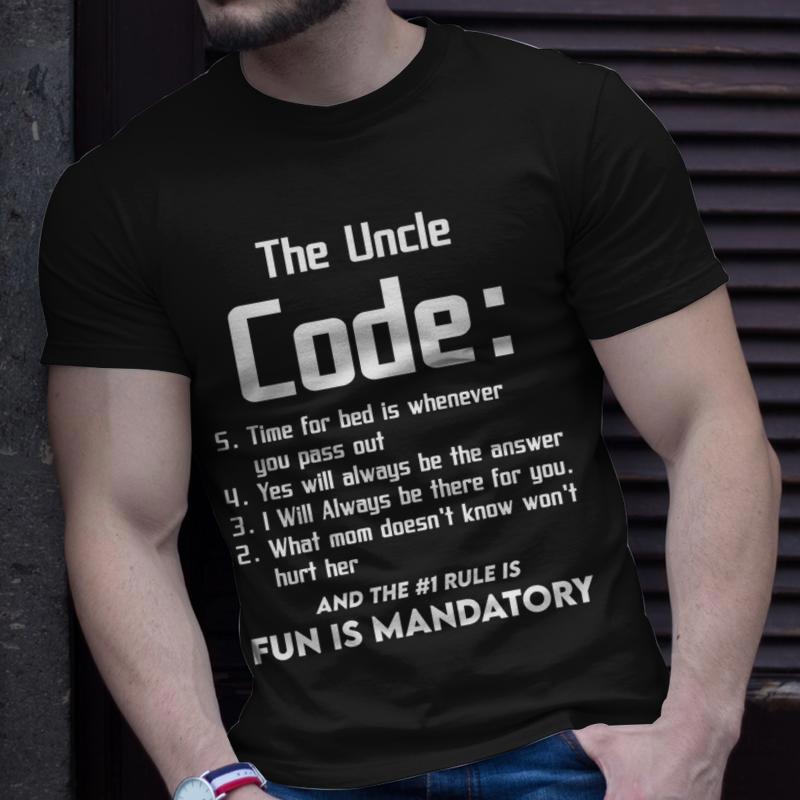 The Uncle
Code:
5. Time for bed is whenever
you pass out
4. Yes will always be the answer
3. I Will Always be there for you.
2. What mom doesn't know won't
hurt her
AND THE #1 RULE IS
FUN IS MANDATORY